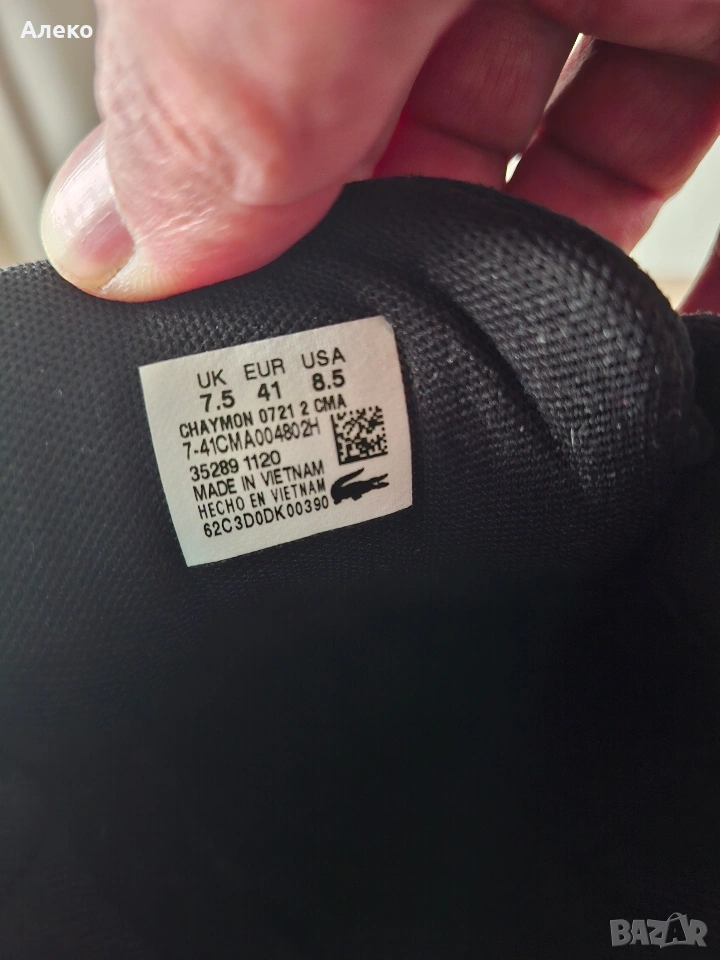 Алеко
UK EUR USA
7.5 41 8.5
CHAYMON 0721 2 CMA
7-41CMA004802H
35289 1120
MADE IN VIETNAM
HECHO EN VIETNAM
62C3D0DK00390
BAZAR